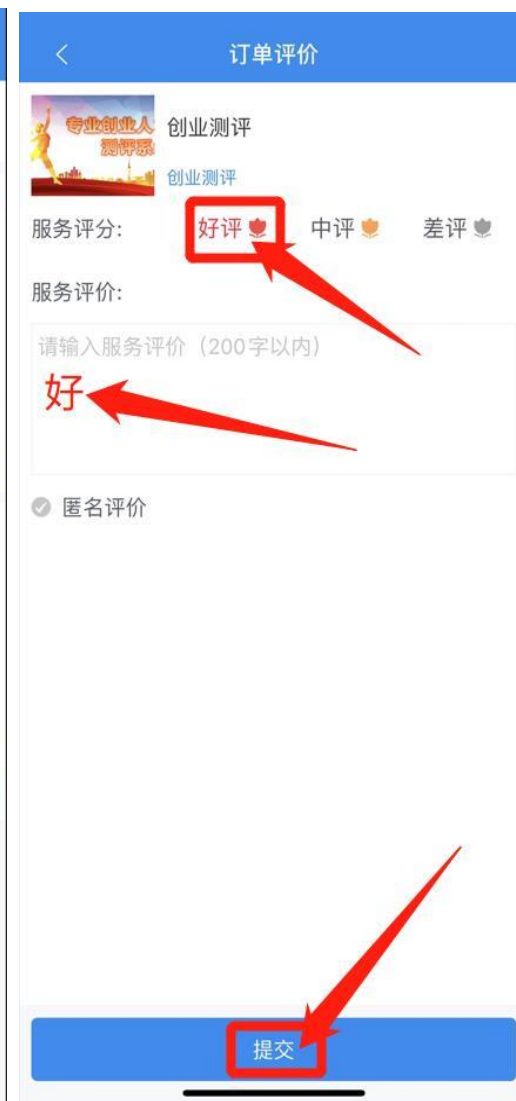 订单评价
专业创业人
测评系
创业测评
创业测评
服务评分: 好评 中评 差评
服务评价:
请输入服务评价（200字以内）
好
匿名评价
提交